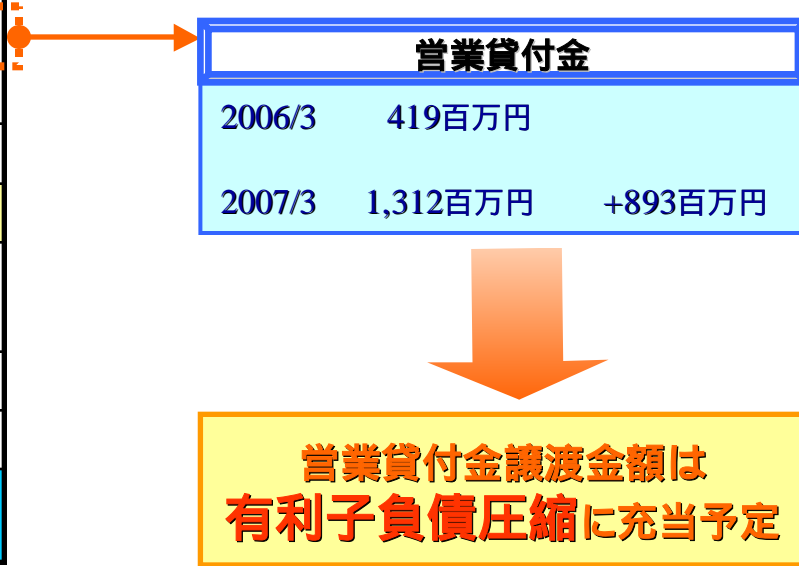 営業貸付金
2006/3 419百万円
2007/3 1,312百万円 +893百万円
営業貸付金譲渡金額は
有利子負債圧縮に充当予定